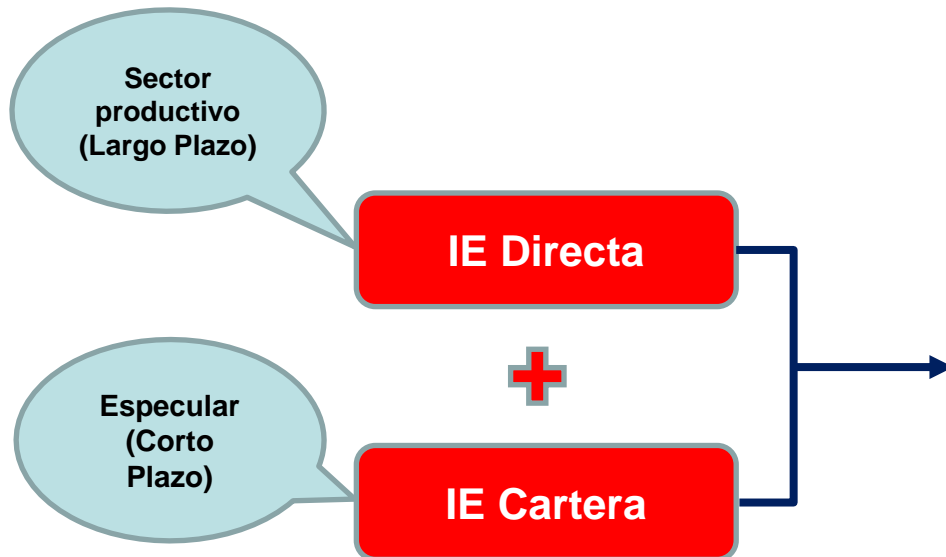 Sector
productivo
(Largo Plazo)
IE Directa
Especular
(Corto
Plazo)
IE Cartera